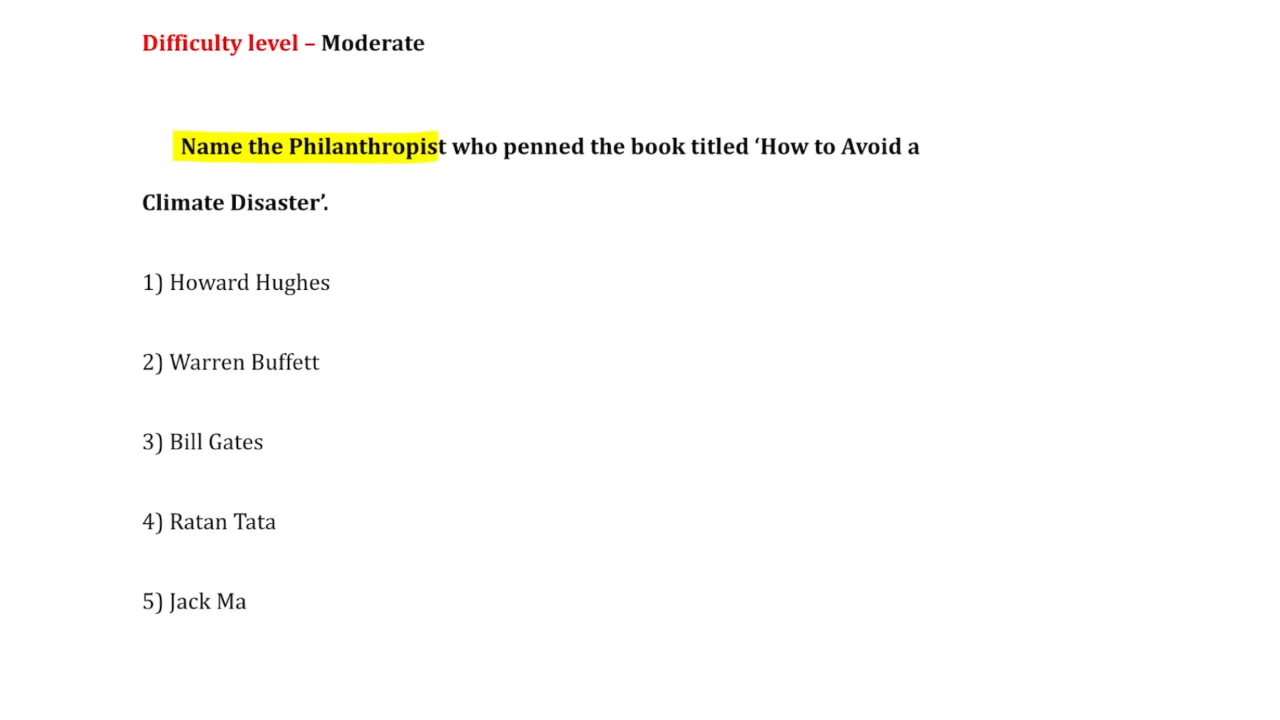 Difficulty level – Moderate
Name the Philanthropist who penned the book titled ‘How to Avoid a
Climate Disaster’.
1) Howard Hughes
2) Warren Buffett
3) Bill Gates
4) Ratan Tata
5) Jack Ma